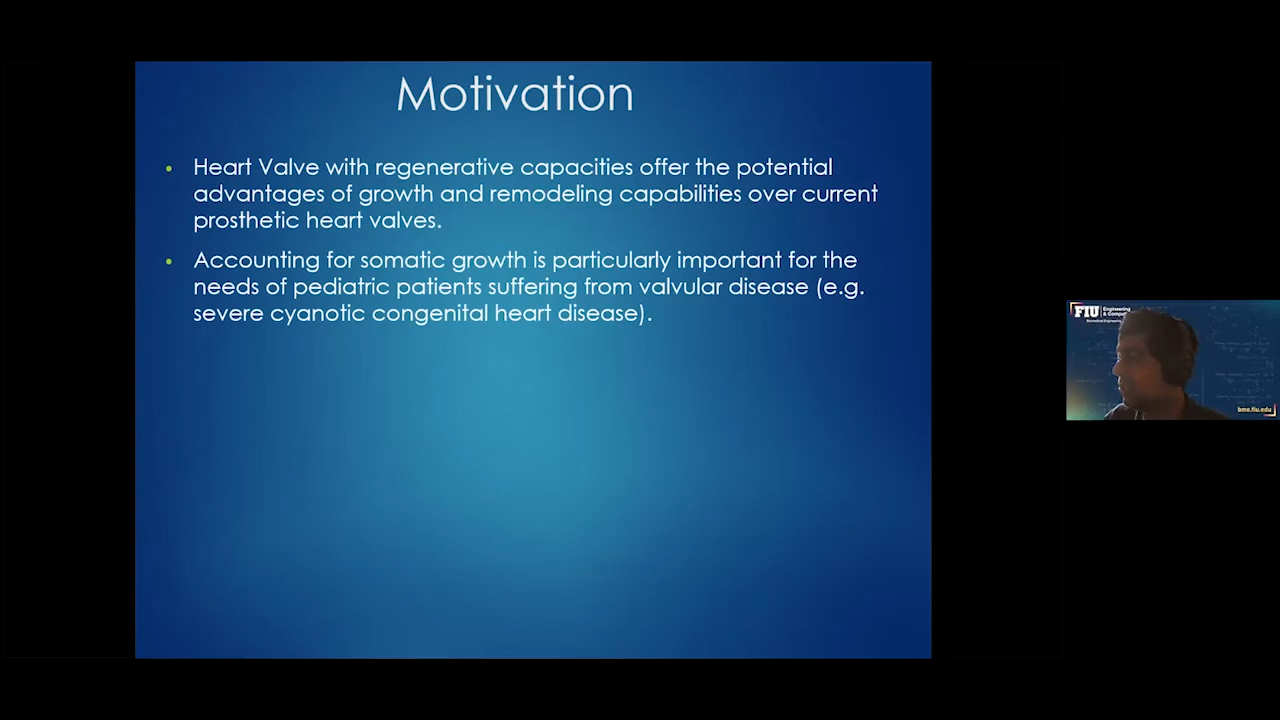 Motivation
• Heart Valve with regenerative capacities offer the potential
advantages of growth and remodeling capabilities over current
prosthetic heart valves.
• Accounting for somatic growth is particularly important for the
needs of pediatric patients suffering from valvular disease (e.g.
severe cyanotic congenital heart disease).
FIU Engineering
Biomedical Engineering
bme.fiu.edu